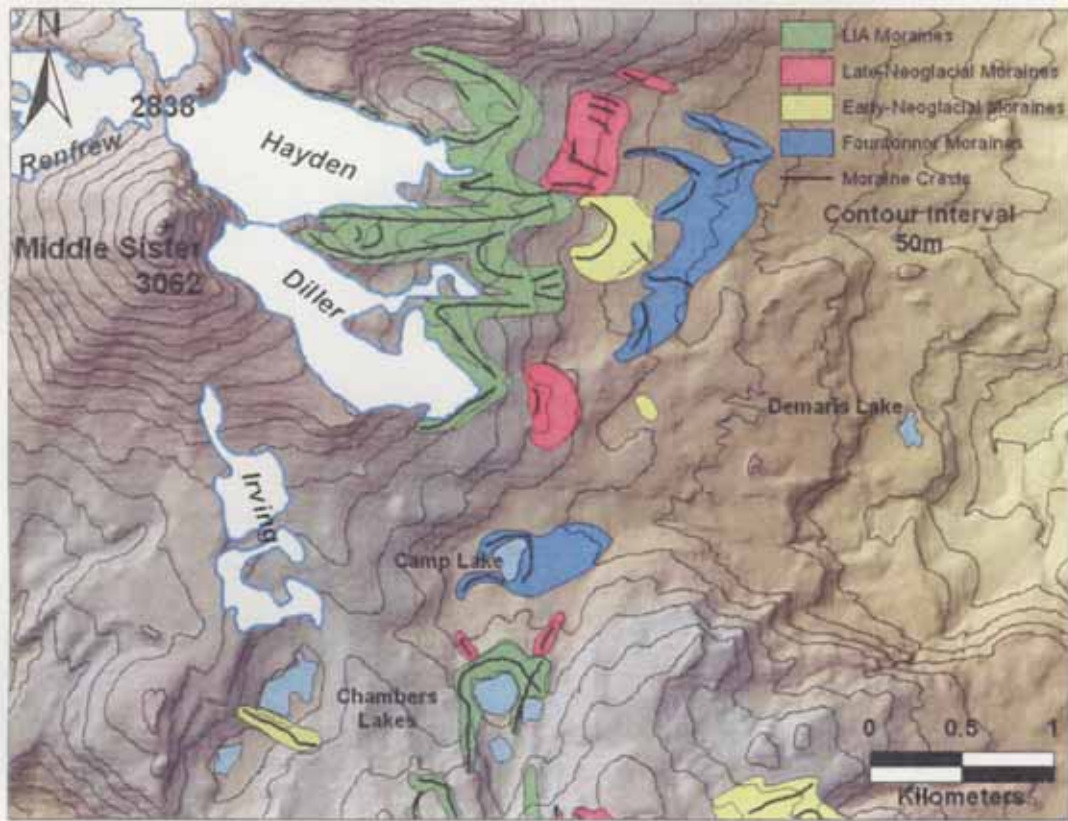 N
2838
Renfrew
Hayden
Middle Sister
3062
Diller
Irving
LIA Moraines
Late-Neoglacial Moraines
Early-Neoglacial Moraines
Fourdonnor Moraines
Moraine Crests
Contour Interval
50m
Demaris Lake
Camp Lake
Chambers
Lakes
0 0.5 1
Kilometers